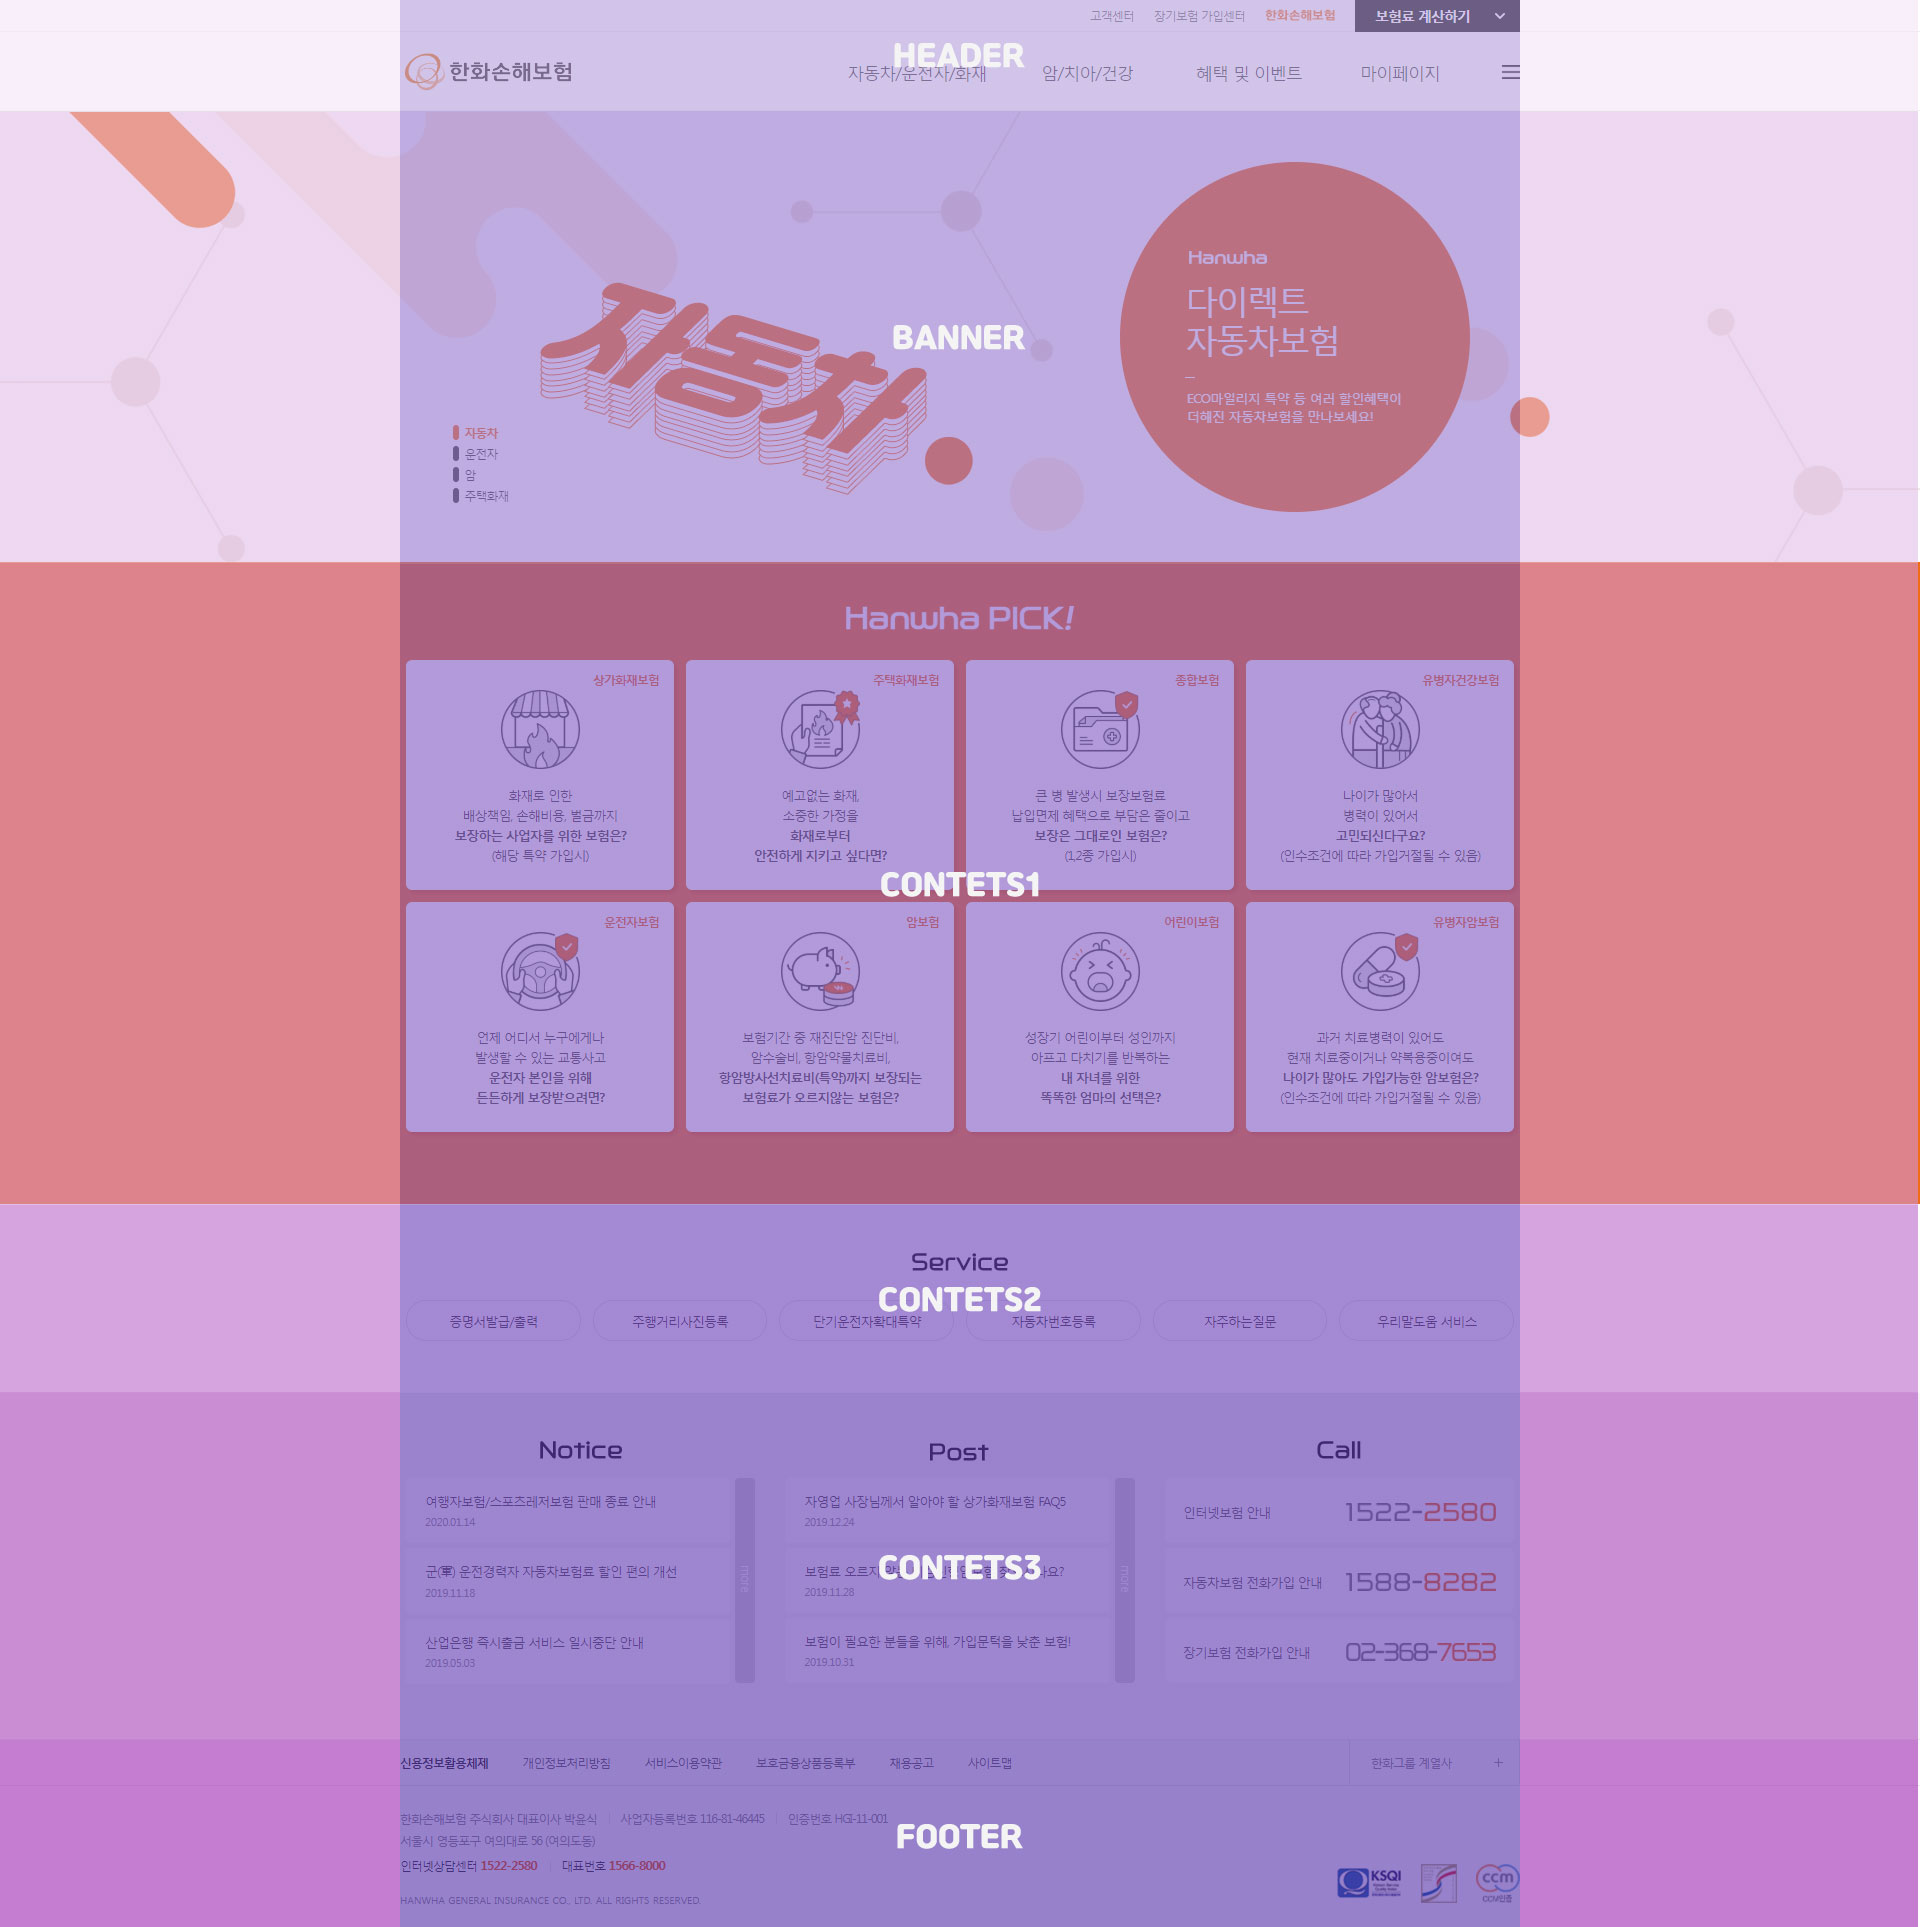 고객센터 장기보험 가입센터 한화손해보험 보험료 계산하기
HEADER
한화손해보험 자동차/운전자/화재 암/치아/건강 혜택 및 이벤트 마이페이지
Hanwha
다이렉트
자동차보험
ECO마일리지 특약 등 여러 할인혜택이
더해진 자동차보험을 만나보세요!
자동차
BANNER
자동차
운전자
암
주택화재
Hanwha PICK!
상가화재보험
화재로 인한
배상책임, 손해비용, 벌금까지
보장하는 사업자를 위한 보험은?
(해당 특약 가입시)
주택화재보험
예고없는 화재,
소중한 가정을
화재로부터
안전하게 지키고 싶다면?
종합보험
큰 병 발생시 보장보험료
납입면제 혜택으로 부담은 줄이고
보장은 그대로인 보험은?
(1,2종 가입시)
유병자건강보험
나이가 많아서
병력이 있어서
고민되신다구요?
(인수조건에 따라 가입거절될 수 있음)
CONTETS1
운전자보험
언제 어디서 누구에게나
발생할 수 있는 교통사고
운전자 본인을 위해
든든하게 보장받으려면?
암보험
보험기간 중 재진단암 진단비,
암수술비, 항암약물치료비,
항암방사선치료비(특약)까지 보장되는
보험료가 오르지않는 보험은?
어린이보험
성장기 어린이부터 성인까지
아프고 다치기를 반복하는
내 자녀를 위한
똑똑한 엄마의 선택은?
유병자암보험
과거 치료병력이 있어도
현재 치료중이거나 약복용중이여도
나이가 많아도 가입가능한 암보험은?
(인수조건에 따라 가입거절될 수 있음)
Service
CONTETS2
증명서발급/출력 주행거리사진등록 단기운전자확대특약 자동차번호등록 자주하는질문 우리말도움 서비스
Notice
여행자보험/스포츠레저보험 판매 종료 안내
2020.01.14
군(軍) 운전경력자 자동차보험료 할인 편의 개선
2019.11.18
산업은행 즉시출금 서비스 일시중단 안내
2019.05.03
more
Post
자영업 사장님께서 알아야 할 상가화재보험 FAQ5
2019.12.24
보험료 오르지
2019.11.28
보험이 필요한 분들을 위해, 가입문턱을 낮춘 보험!
2019.10.31
more
CONTETS3
Call
인터넷보험 안내 1522-2580
자동차보험 전화가입 안내 1588-8282
장기보험 전화가입 안내 02-368-7653
신용정보활용체제 개인정보처리방침 서비스이용약관 보호금융상품등록부 채용공고 사이트맵 한화그룹 계열사 +
한화손해보험 주식회사 대표이사 박윤식 사업자등록번호 116-81-46445 인증번호 HGI-11-001
서울시 영등포구 여의대로 56 (여의도동)
FOOTER
인터넷상담센터 1522-2580 대표번호 1566-8000
HANWHA GENERAL INSURANCE CO., LTD. ALL RIGHTS RESERVED.
KSQI
ccm
CCM인증